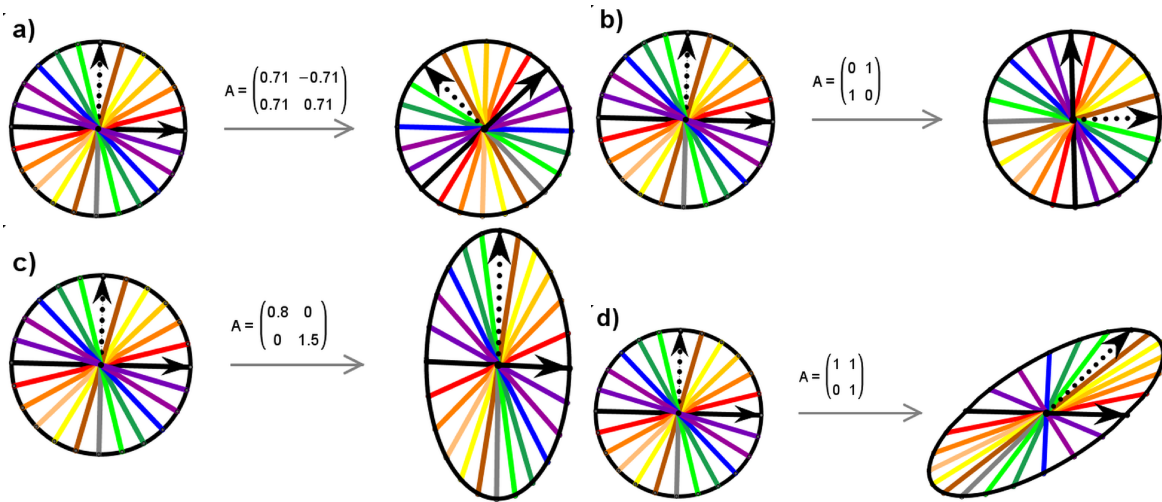 a)
A = (0.71 −0.71
0.71 0.71)
b)
A = (0 1
1 0)
c)
A = (0.8 0
0 1.5)
d)
A = (1 1
0 1)